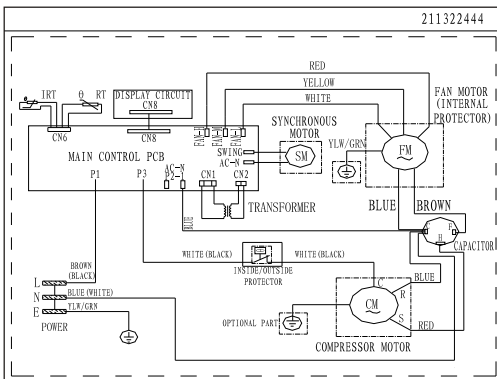 211322444
RED
YELLOW
WHITE
FAN MOTOR
(INTERNAL
PROTECTOR)
IRT
θ RT
DISPLAY CIRCUIT
CN8
CN6
CN8
SYNCHRONOUS
MOTOR
SWING
AC-N
SM
YLW/GRN
FM
MAIN CONTROL PCB
P1
P3
AC-N
P2-1
CN1
CN2
TRANSFORMER
BLUE
BLUE
BROWN
F
H
CAPACITOR
WHITE(BLACK)
WHITE(BLACK)
INSIDE/OUTSIDE
PROTECTOR
BROWN
(BLACK)
L
N
E
BLUE(WHITE)
YLW/GRN
POWER
BLUE
C
R
S
CM
RED
OPTIONAL PART
COMPRESSOR MOTOR